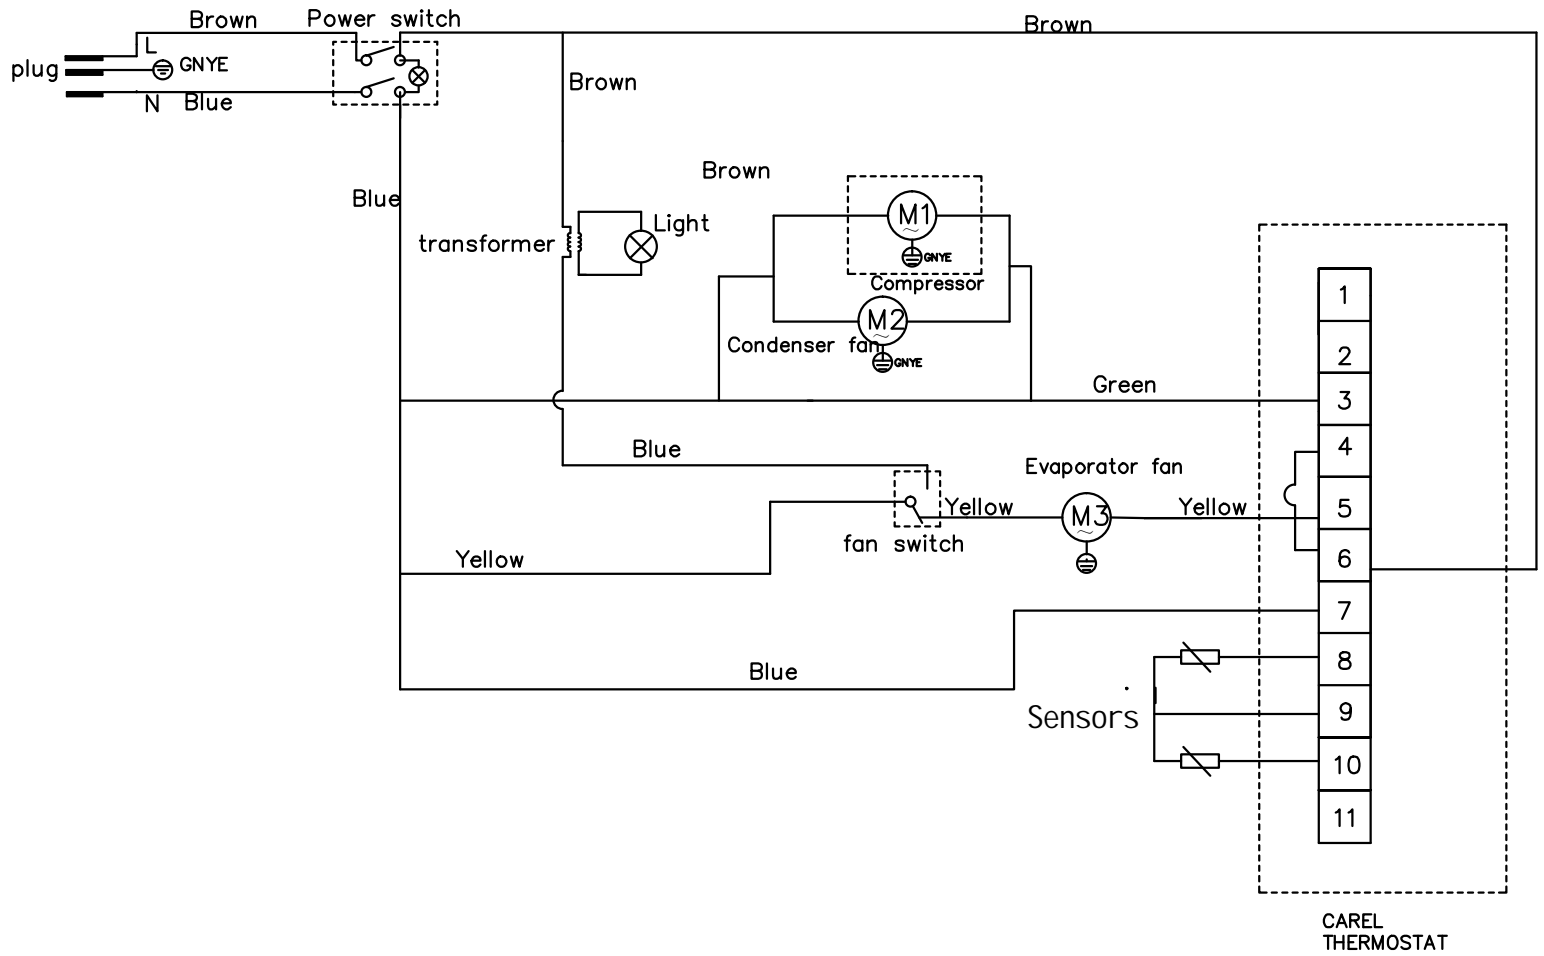 Brown
Power switch
Brown
L
plug
GNYE
N
Blue
Brown
Blue
Brown
transformer
Light
M1
~
GNYE
Compressor
M2
~
Condenser fan
GNYE
Green
Blue
Evaporator fan
Yellow
M3
~
Yellow
fan switch
Yellow
Blue
Sensors
1
2
3
4
5
6
7
8
9
10
11
CAREL
THERMOSTAT